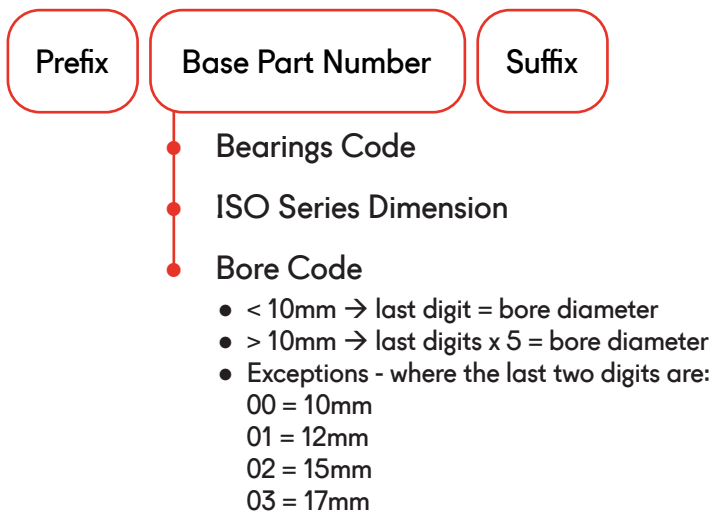 Prefix
Base Part Number
Suffix
Bearings Code
ISO Series Dimension
Bore Code
● < 10mm → last digit = bore diameter
● > 10mm → last digits x 5 = bore diameter
● Exceptions - where the last two digits are:
00 = 10mm
01 = 12mm
02 = 15mm
03 = 17mm